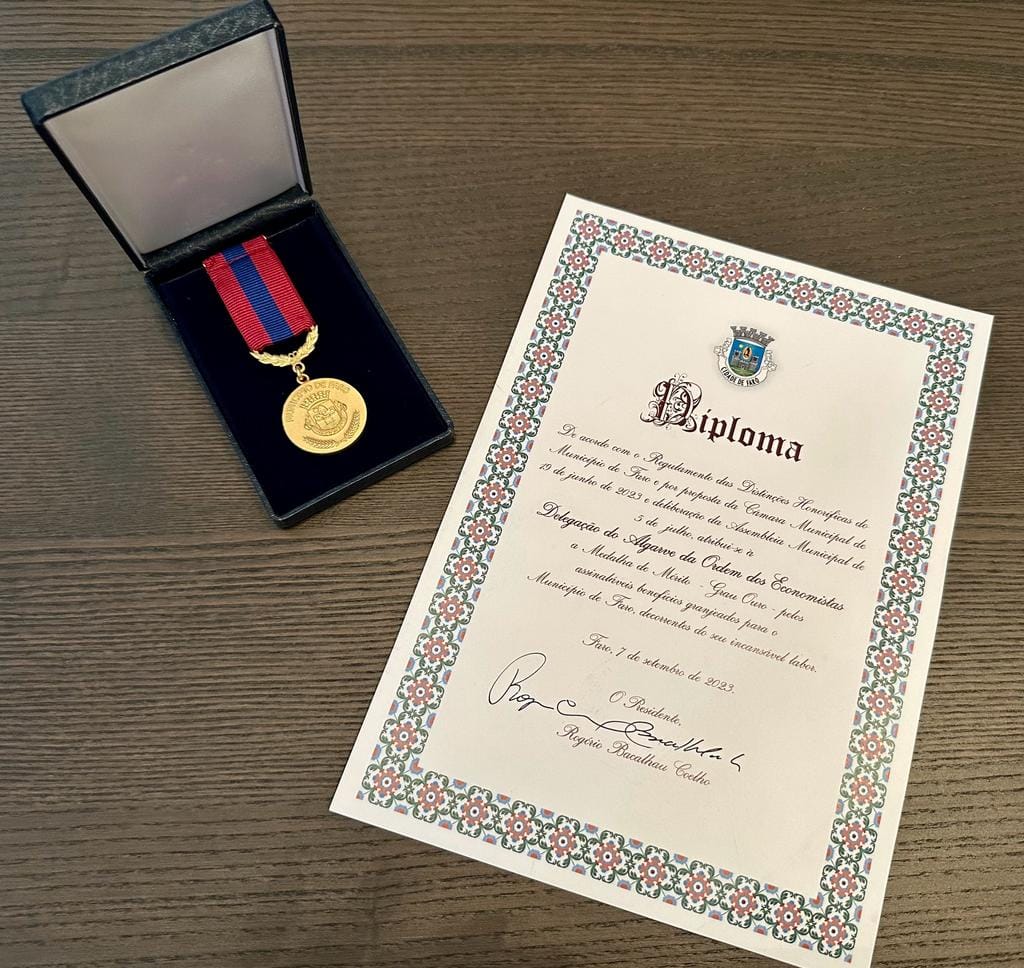 MUNICÍPIO DE FARO
CIDADE DE FARO
Diploma
De acordo com o Regulamento das Distinções Honoríficas do
Município de Faro e por proposta da Câmara Municipal de
19 de junho de 2023 e deliberação da Assembleia Municipal de
5 de julho, atribui-se à
Delegação do Algarve da Ordem dos Economistas
a Medalha de Mérito - Grau Ouro - pelos
assinaláveis benefícios granjeados para o
Município de Faro, decorrentes do seu incansável labor.
Faro, 7 de setembro de 2023.
O Presidente,
Rogério Bacalhau Coelho